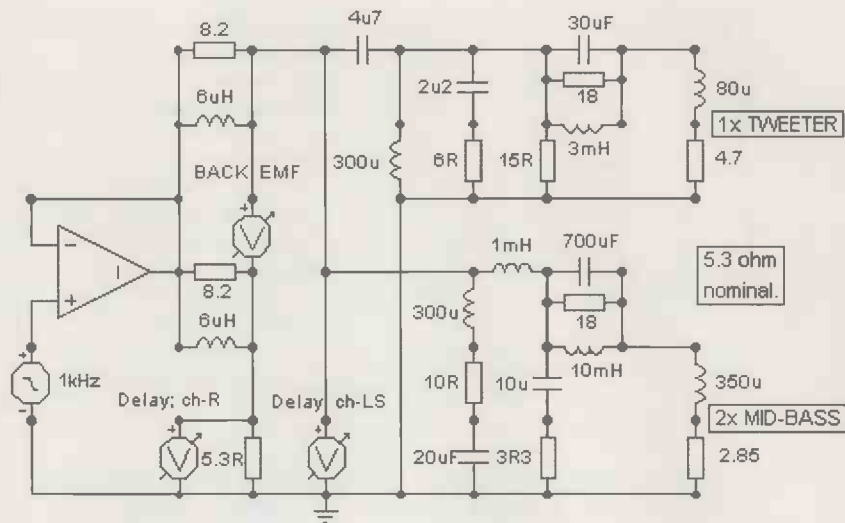 8.2
4u7
30uF
6uH
2u2
18
80u
1x TWEETER
300u
6R
15R
3mH
4.7
BACK EMF
1mH
700uF
5.3 ohm
nominal.
8.2
300u
18
6uH
10R
10u
10mH
350u
1kHz
Delay; ch-R
Delay; ch-LS
2x MID-BASS
5.3R
20uF
3R3
2.85